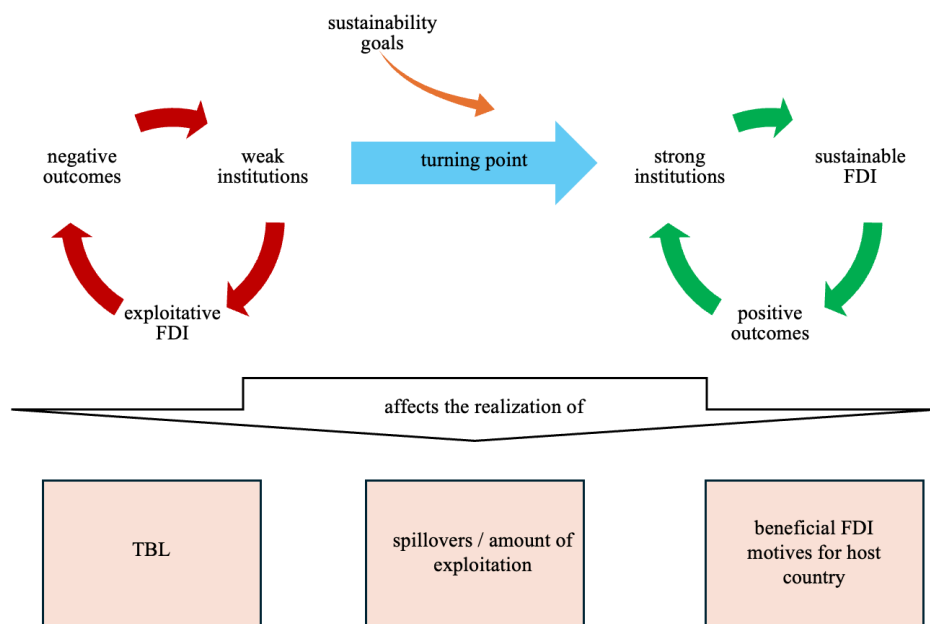 sustainability
goals
negative
outcomes
weak
institutions
turning point
strong
institutions
sustainable
FDI
exploitative
FDI
positive
outcomes
affects the realization of
TBL
spillovers / amount of
exploitation
beneficial FDI
motives for host
country